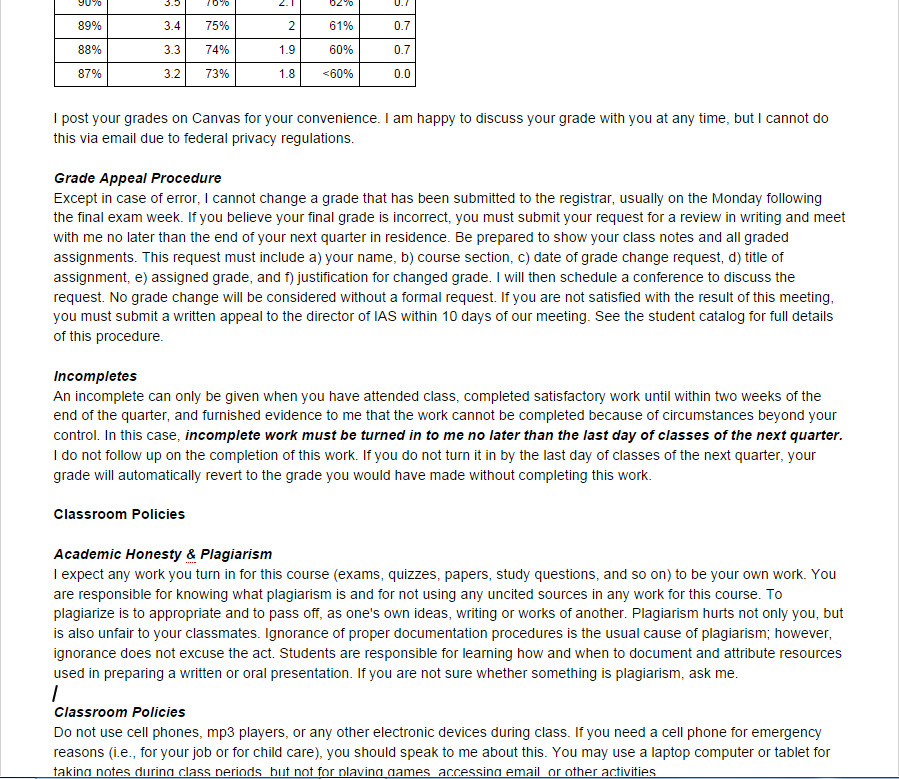 90% 3.5 76% 2.1 62% 0.7
89% 3.4 75% 2 61% 0.7
88% 3.3 74% 1.9 60% 0.7
87% 3.2 73% 1.8 <60% 0.0
I post your grades on Canvas for your convenience. I am happy to discuss your grade with you at any time, but I cannot do
this via email due to federal privacy regulations.
Grade Appeal Procedure
Except in case of error, I cannot change a grade that has been submitted to the registrar, usually on the Monday following
the final exam week. If you believe your final grade is incorrect, you must submit your request for a review in writing and meet
with me no later than the end of your next quarter in residence. Be prepared to show your class notes and all graded
assignments. This request must include a) your name, b) course section, c) date of grade change request, d) title of
assignment, e) assigned grade, and f) justification for changed grade. I will then schedule a conference to discuss the
request. No grade change will be considered without a formal request. If you are not satisfied with the result of this meeting,
you must submit a written appeal to the director of IAS within 10 days of our meeting. See the student catalog for full details
of this procedure.
Incompletes
An incomplete can only be given when you have attended class, completed satisfactory work until within two weeks of the
end of the quarter, and furnished evidence to me that the work cannot be completed because of circumstances beyond your
control. In this case, incomplete work must be turned in to me no later than the last day of classes of the next quarter.
I do not follow up on the completion of this work. If you do not turn it in by the last day of classes of the next quarter, your
grade will automatically revert to the grade you would have made without completing this work.
Classroom Policies
Academic Honesty & Plagiarism
I expect any work you turn in for this course (exams, quizzes, papers, study questions, and so on) to be your own work. You
are responsible for knowing what plagiarism is and for not using any uncited sources in any work for this course. To
plagiarize is to appropriate and to pass off, as one's own ideas, writing or works of another. Plagiarism hurts not only you, but
is also unfair to your classmates. Ignorance of proper documentation procedures is the usual cause of plagiarism; however,
ignorance does not excuse the act. Students are responsible for learning how and when to document and attribute resources
used in preparing a written or oral presentation. If you are not sure whether something is plagiarism, ask me.
Classroom Policies
Do not use cell phones, mp3 players, or any other electronic devices during class. If you need a cell phone for emergency
reasons (i.e., for your job or for child care), you should speak to me about this. You may use a laptop computer or tablet for
taking notes during class periods, but not for playing games, accessing email, or other activities